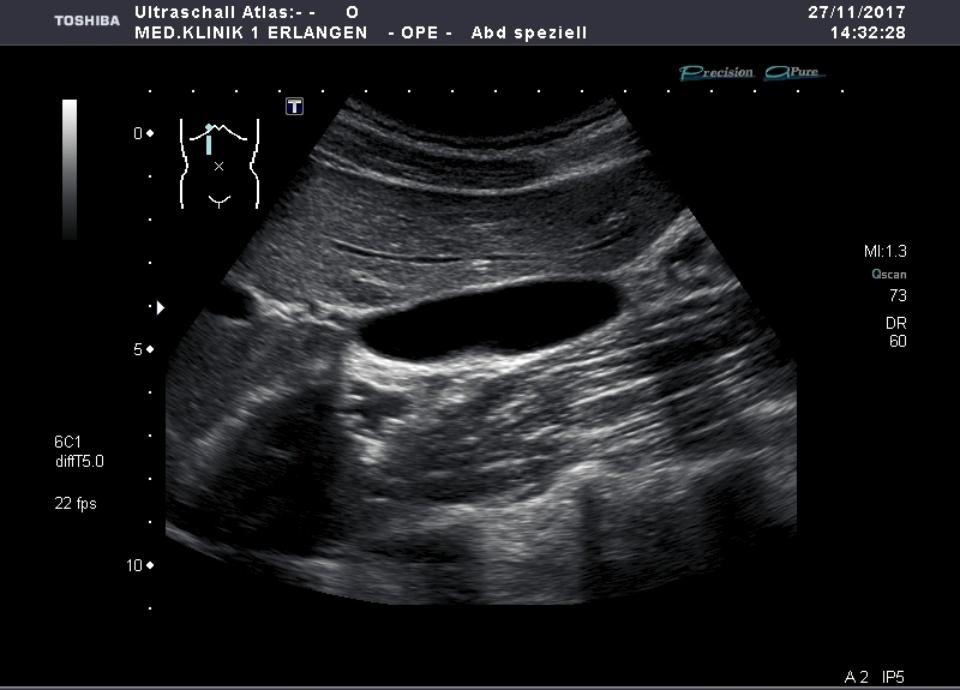 TOSHIBA
Ultraschall Atlas:- - O
27/11/2017
MED.KLINIK 1 ERLANGEN - OPE - Abd speziell
14:32:28
Precision APure
T
0
MI:1.3
Qscan
73
DR
60
5
6C1
diffT5.0
22 fps
10
A 2 IP5